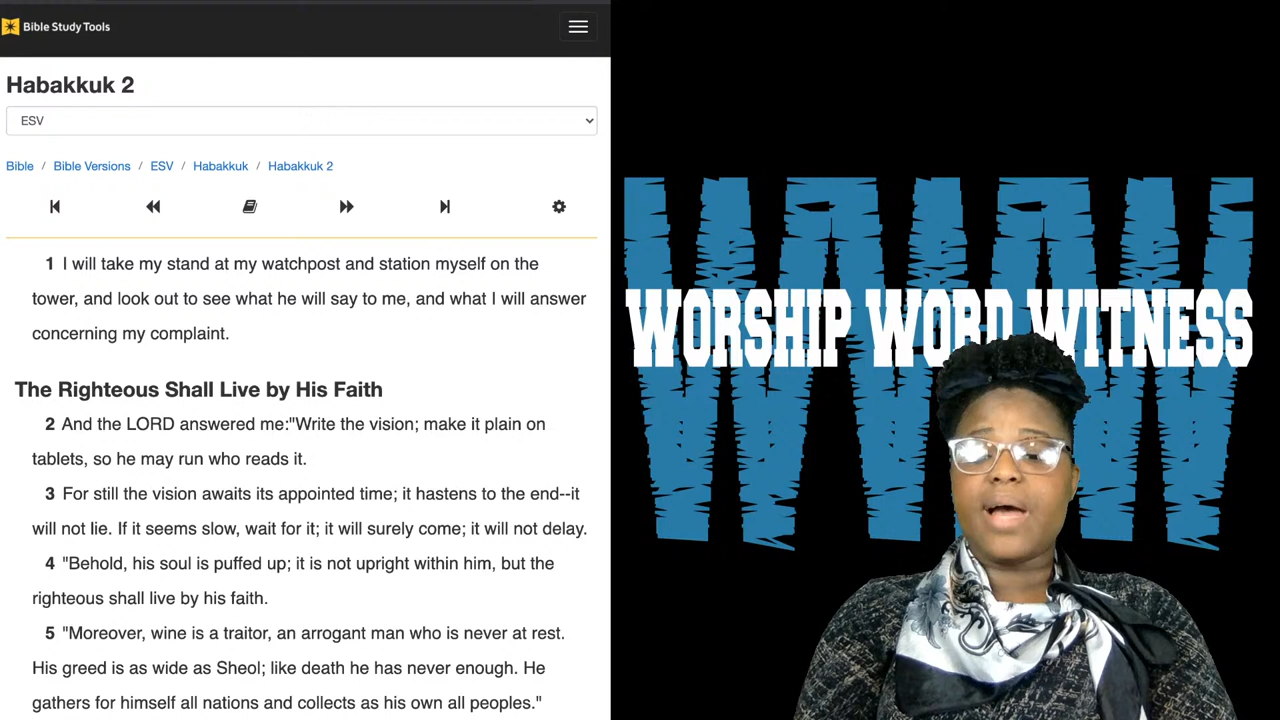 Bible Study Tools
Habakkuk 2
ESV
Bible / Bible Versions / ESV / Habakkuk / Habakkuk 2
1 I will take my stand at my watchpost and station myself on the
tower, and look out to see what he will say to me, and what I will answer
concerning my complaint.
The Righteous Shall Live by His Faith
2 And the LORD answered me:"Write the vision; make it plain on
tablets, so he may run who reads it.
3 For still the vision awaits its appointed time; it hastens to the end--it
will not lie. If it seems slow, wait for it; it will surely come; it will not delay.
4 "Behold, his soul is puffed up; it is not upright within him, but the
righteous shall live by his faith.
5 "Moreover, wine is a traitor, an arrogant man who is never at rest.
His greed is as wide as Sheol; like death he has never enough. He
gathers for himself all nations and collects as his own all peoples."
WWW
WORSHIP WORD WITNESS